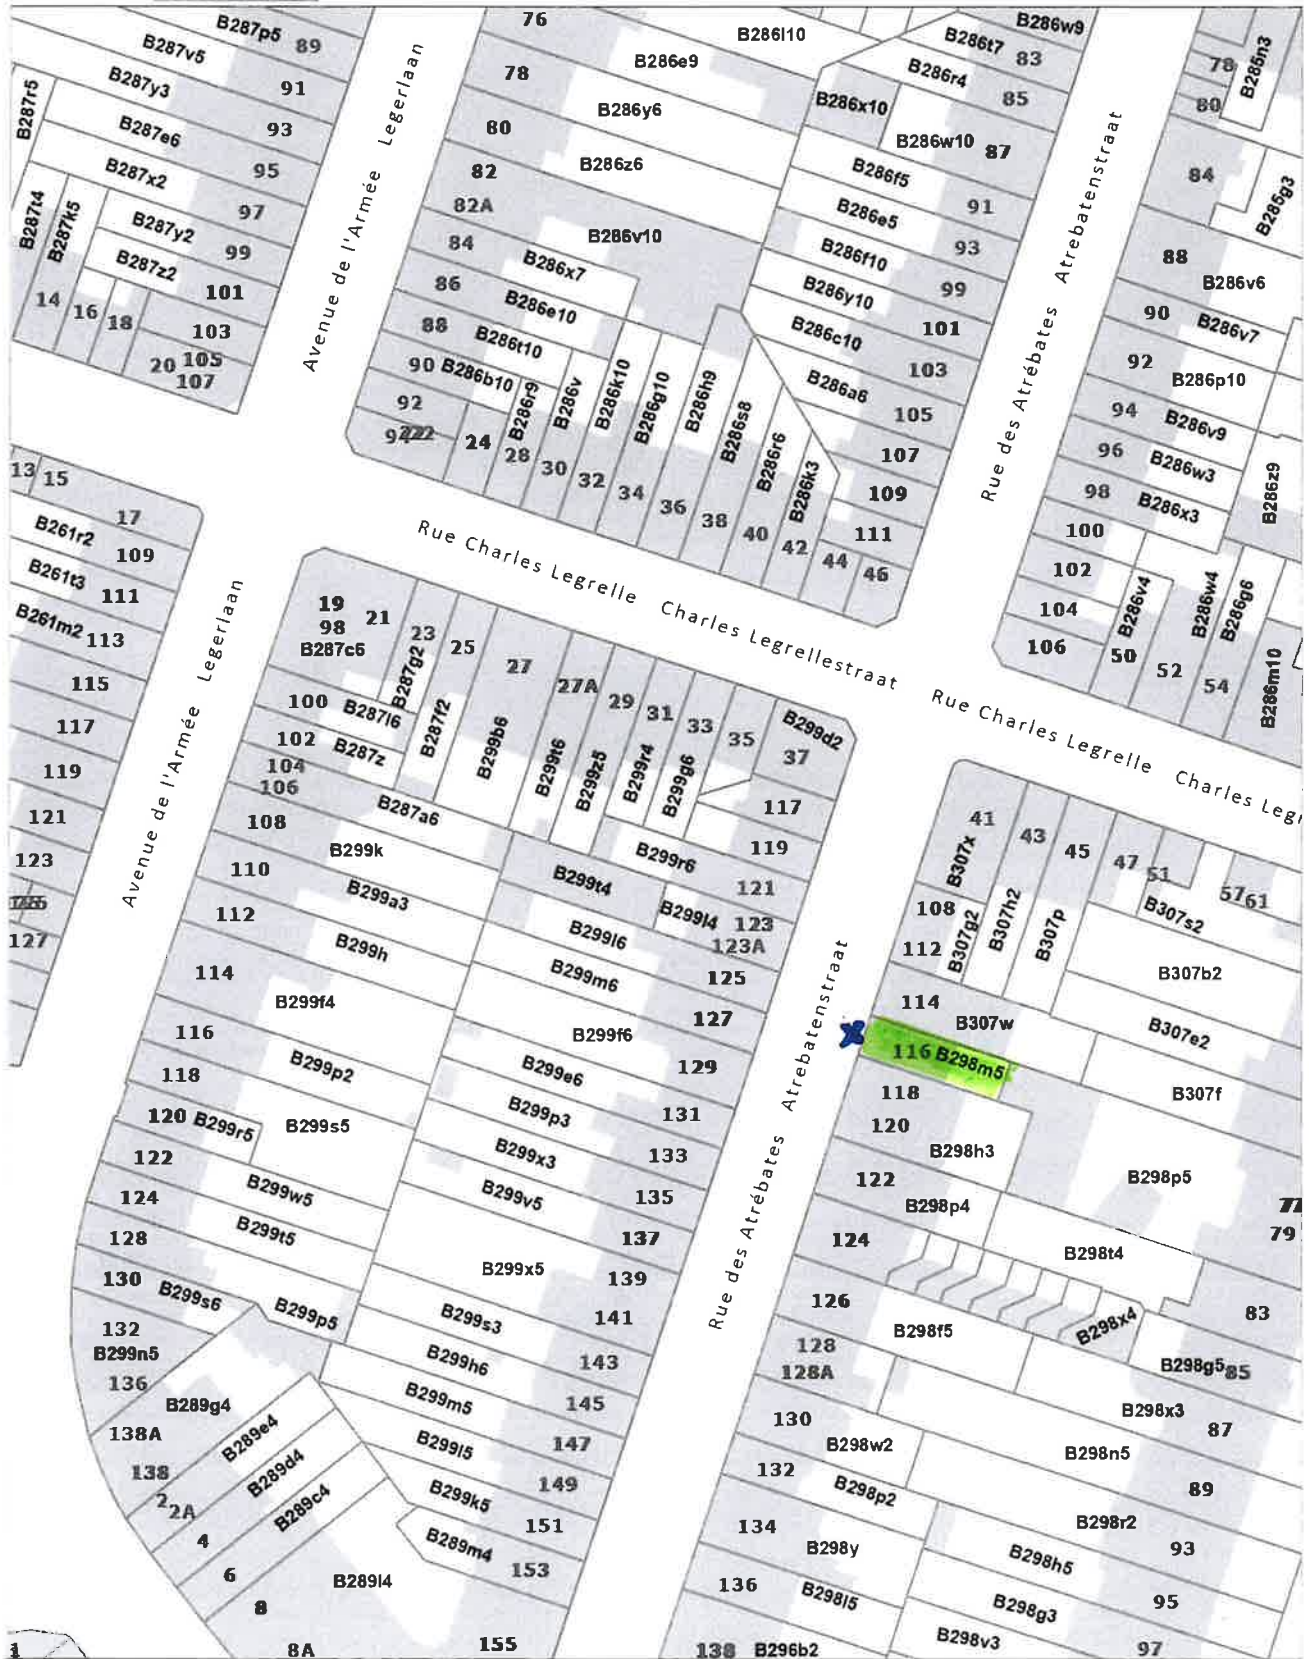 B287p5 89
B287v5
B287y3 91
B287r5
B287e6 93
B287x2 95
97
B287t4
B287k5
B287y2 99
B287z2 101
14 16 18 103
20 105
107
Avenue de l'Armée Legerlaan
76 B286l10
78 B286e9
B286y6
80 B286z6
82
82A B286v10
84 B286x7
86 B286e10
88 B286t10
90 B286b10
92
24
B286r9
28
B286v
30
B286k10
32
B286g10
34
B286h9
36
B286s8
38
B286r6
40
B286k3
42
44 46
B286w9
B286t7 83
B286r4 85
B286x10
B286w10 87
B286f5 91
B286e5 93
B286f10 99
B286y10 101
B286c10 103
B286a6 105
107
109
111
Rue des Atrébates Atrebatenstraat
78 B286n3
80
84 B285g3
88 B286v6
90 B286v7
92 B286p10
94 B286v9
96 B286w3
98 B286x3
B286z9
100
102
104
106
B286v4
50
B286w4
52
B286g6
54
B286m10
Rue Charles Legrelle Charles Legrellestraat
Rue Charles Legrelle Charles Legr
13 15
17
B261r2 109
B261t3 111
B261m2 113
115
117
119
121
123
127
Avenue de l'Armée Legerlaan
19 21
98
B287c6
23
B287g2
25
B287f2
27
B299b6
27A
B299t6
29
B299z5
31
B299r4
33
B299g6
35
B299d2
37
100 B287l6
102 B287z
104
106 B287a6
108 B299k
110 B299a3
112 B299h
114 B299f4
116 B299p2
118
B299s5
120 B299r5
122 B299w5
124 B299t5
128
130 B299s6
B299p5
132
B299n5
136 B289g4
138A
138 B289e4
2 2A B289d4
4 B289c4
6
8 B289l4
8A
1
117
119
B299r6 121
B299t4
B299l4 123
123A
B299l6 125
B299m6 127
B299f6 129
B299e6 131
B299p3 133
B299x3 135
B299v5 137
B299x5 139
B299s3 141
B299h6 143
B299m5 145
B299l5 147
B299k5 149
151
B289m4 153
155
Rue des Atrébates Atrebatenstraat
41
B307x
43
B307h2
45
B307p
47 51
B307s2
57 61
108
B307g2
112
B307b2
114 B307w
B307e2
B307f
116 B298m5
118
120 B298h3
B298p5
122 B298p4
77
79
124 B298t4
B298x4
83
126 B298f5
B298g5 85
128
128A
B298x3 87
130 B298w2
B298n5 89
132 B298p2
B298r2 93
134 B298y
B298h5 95
136 B298l5
B298g3
97
B298v3
138 B296b2